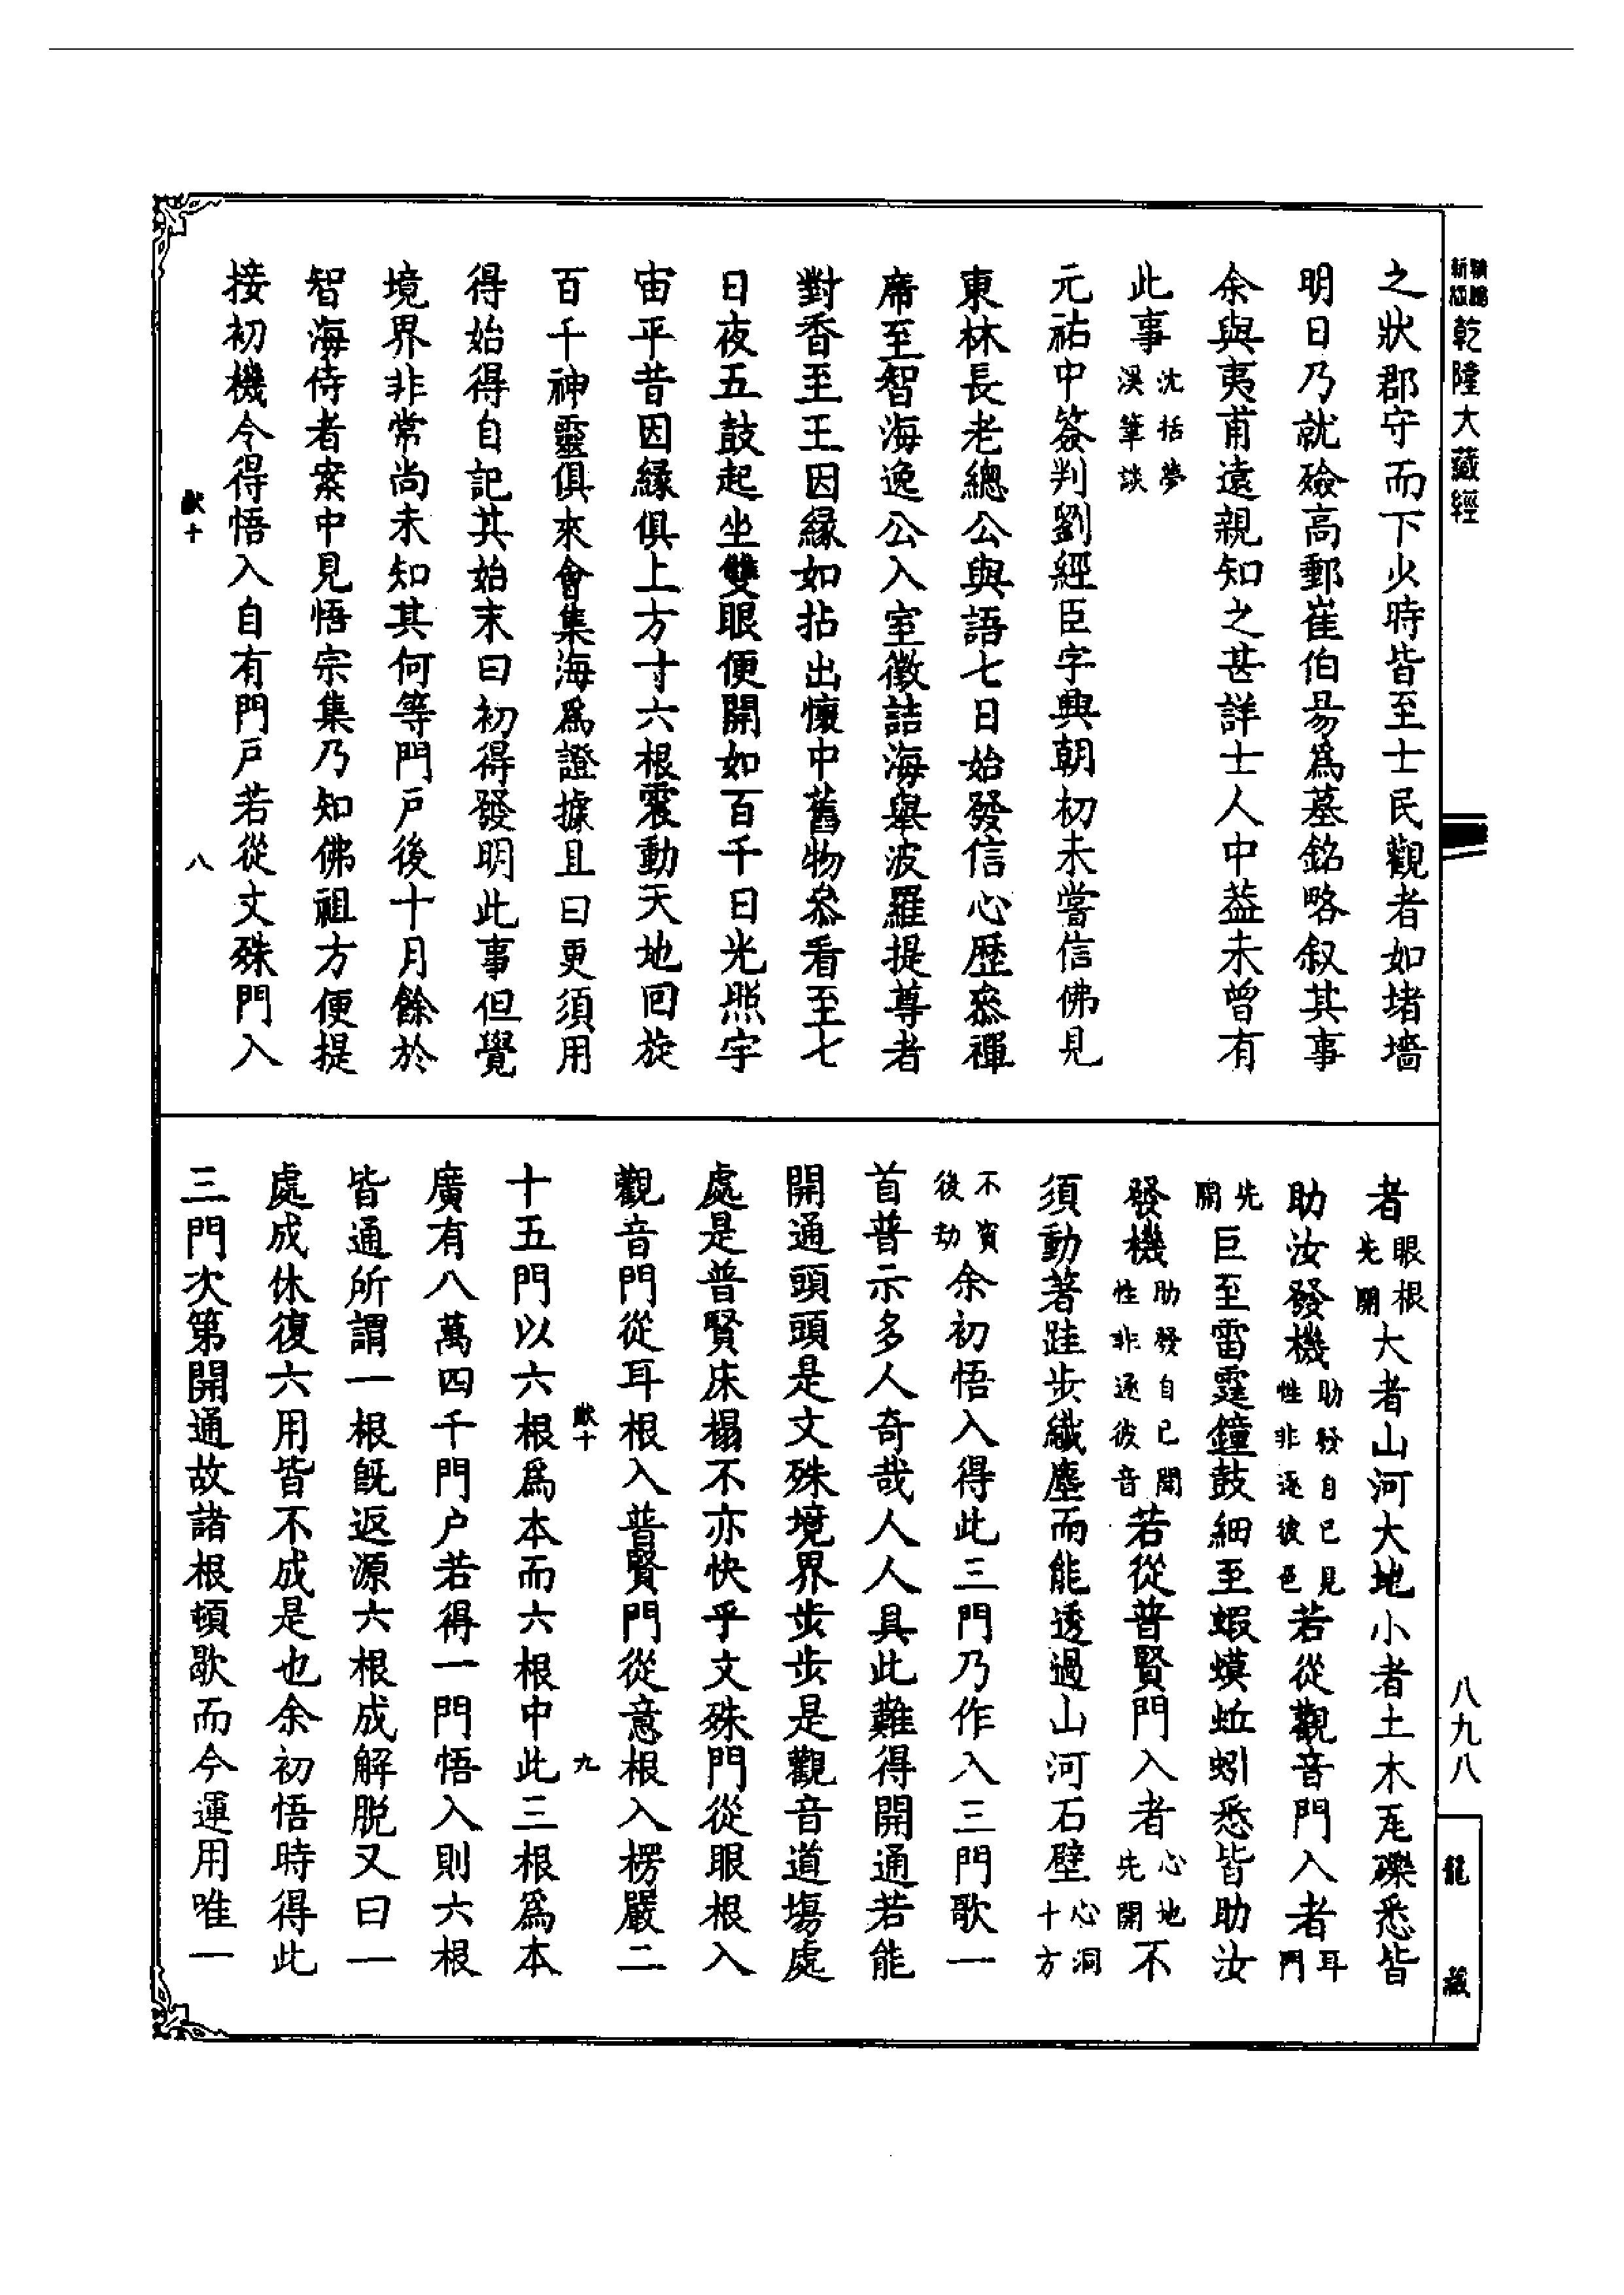 乾隆大藏經
之狀郡守而下火時皆至士民觀者如堵墻
明日乃就殮高郵崔伯昜爲墓銘略叙其事
余與夷甫遠親知之甚詳士人中葢未曾有
此事沈括夢溪筆談
元祐中簽判劉經臣字興朝初未嘗信佛見
東林長老總公與語七日始發信心歷叅禪
席至智海逸公入室徵詰海舉波羅提尊者
對香至王因緣如拈出懷中舊物叅看至七
日夜五鼓起坐雙眼便開如百千日光照宇
宙平昔因緣俱上方寸六根震動天地回旋
百千神靈俱來會集海爲證據且曰更須用
得始得自記其始末曰初得發明此事但覺
境界非常尚未知其何等門戶後十月餘於
智海侍者案中見悟宗集乃知佛祖方便提
接初機今得悟入自有門戶若從文殊門入
獻十 八
者眼根先開大者山河大地小者土木瓦礫悉皆
助汝發機助發自己見性非逐彼色若從觀音門入者耳門
先開巨至雷霆鐘鼓細至蝦蟆蚯蚓悉皆助汝
發機助發自己聞性非逐彼音若從普賢門入者心地先開不
須動著跬步纖塵而能透過山河石壁心洞十方
不賓後劫余初悟入得此三門乃作入三門歌一
首普示多人奇哉人人具此難得開通若能
開通頭頭是文殊境界步步是觀音道場處
處是普賢床榻不亦快乎文殊門從眼根入
觀音門從耳根入普賢門從意根入楞嚴二
獻十 九
十五門以六根爲本而六根中此三根爲本
廣有八萬四千門户若得一門悟入則六根
皆通所謂一根旣返源六根成解脫又曰一
處成休復六用皆不成是也余初悟時得此
三門次第開通故諸根頓歇而今運用唯一
八九八
龍藏